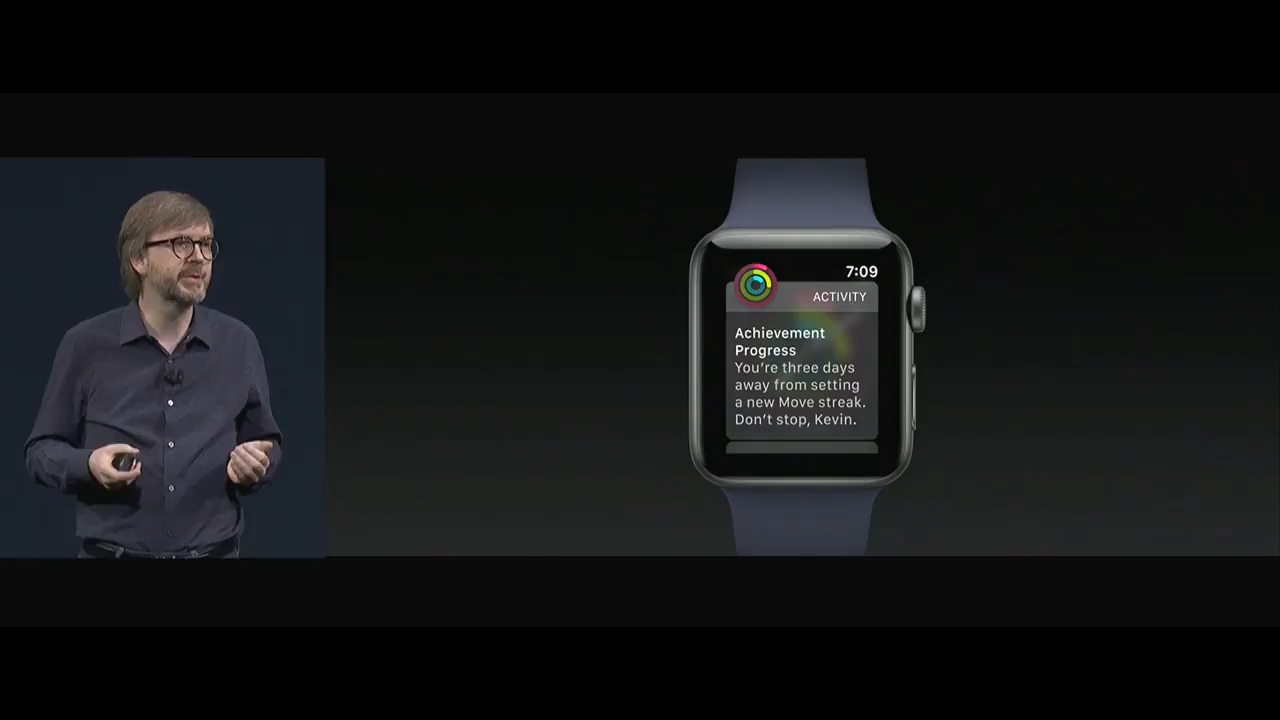 7:09
ACTIVITY
Achievement
Progress
You're three days
away from setting
a new Move streak.
Don't stop, Kevin.